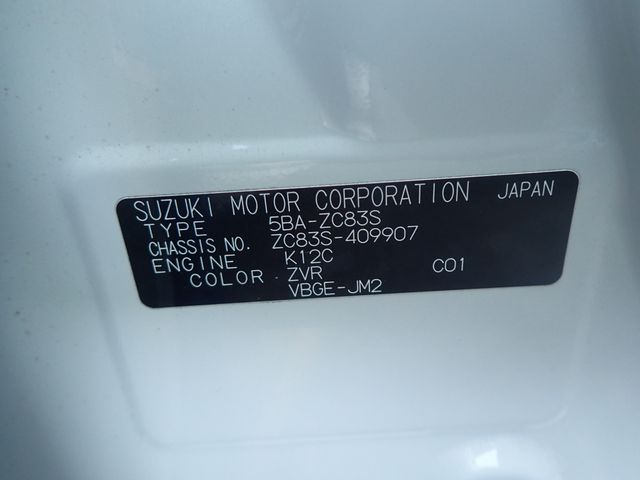 SUZUKI MOTOR CORPORATION JAPAN
TYPE 5BA-ZC83S
CHASSIS NO. ZC83S-409907
ENGINE K12C
COLOR ZVR C01
VBGE-JM2